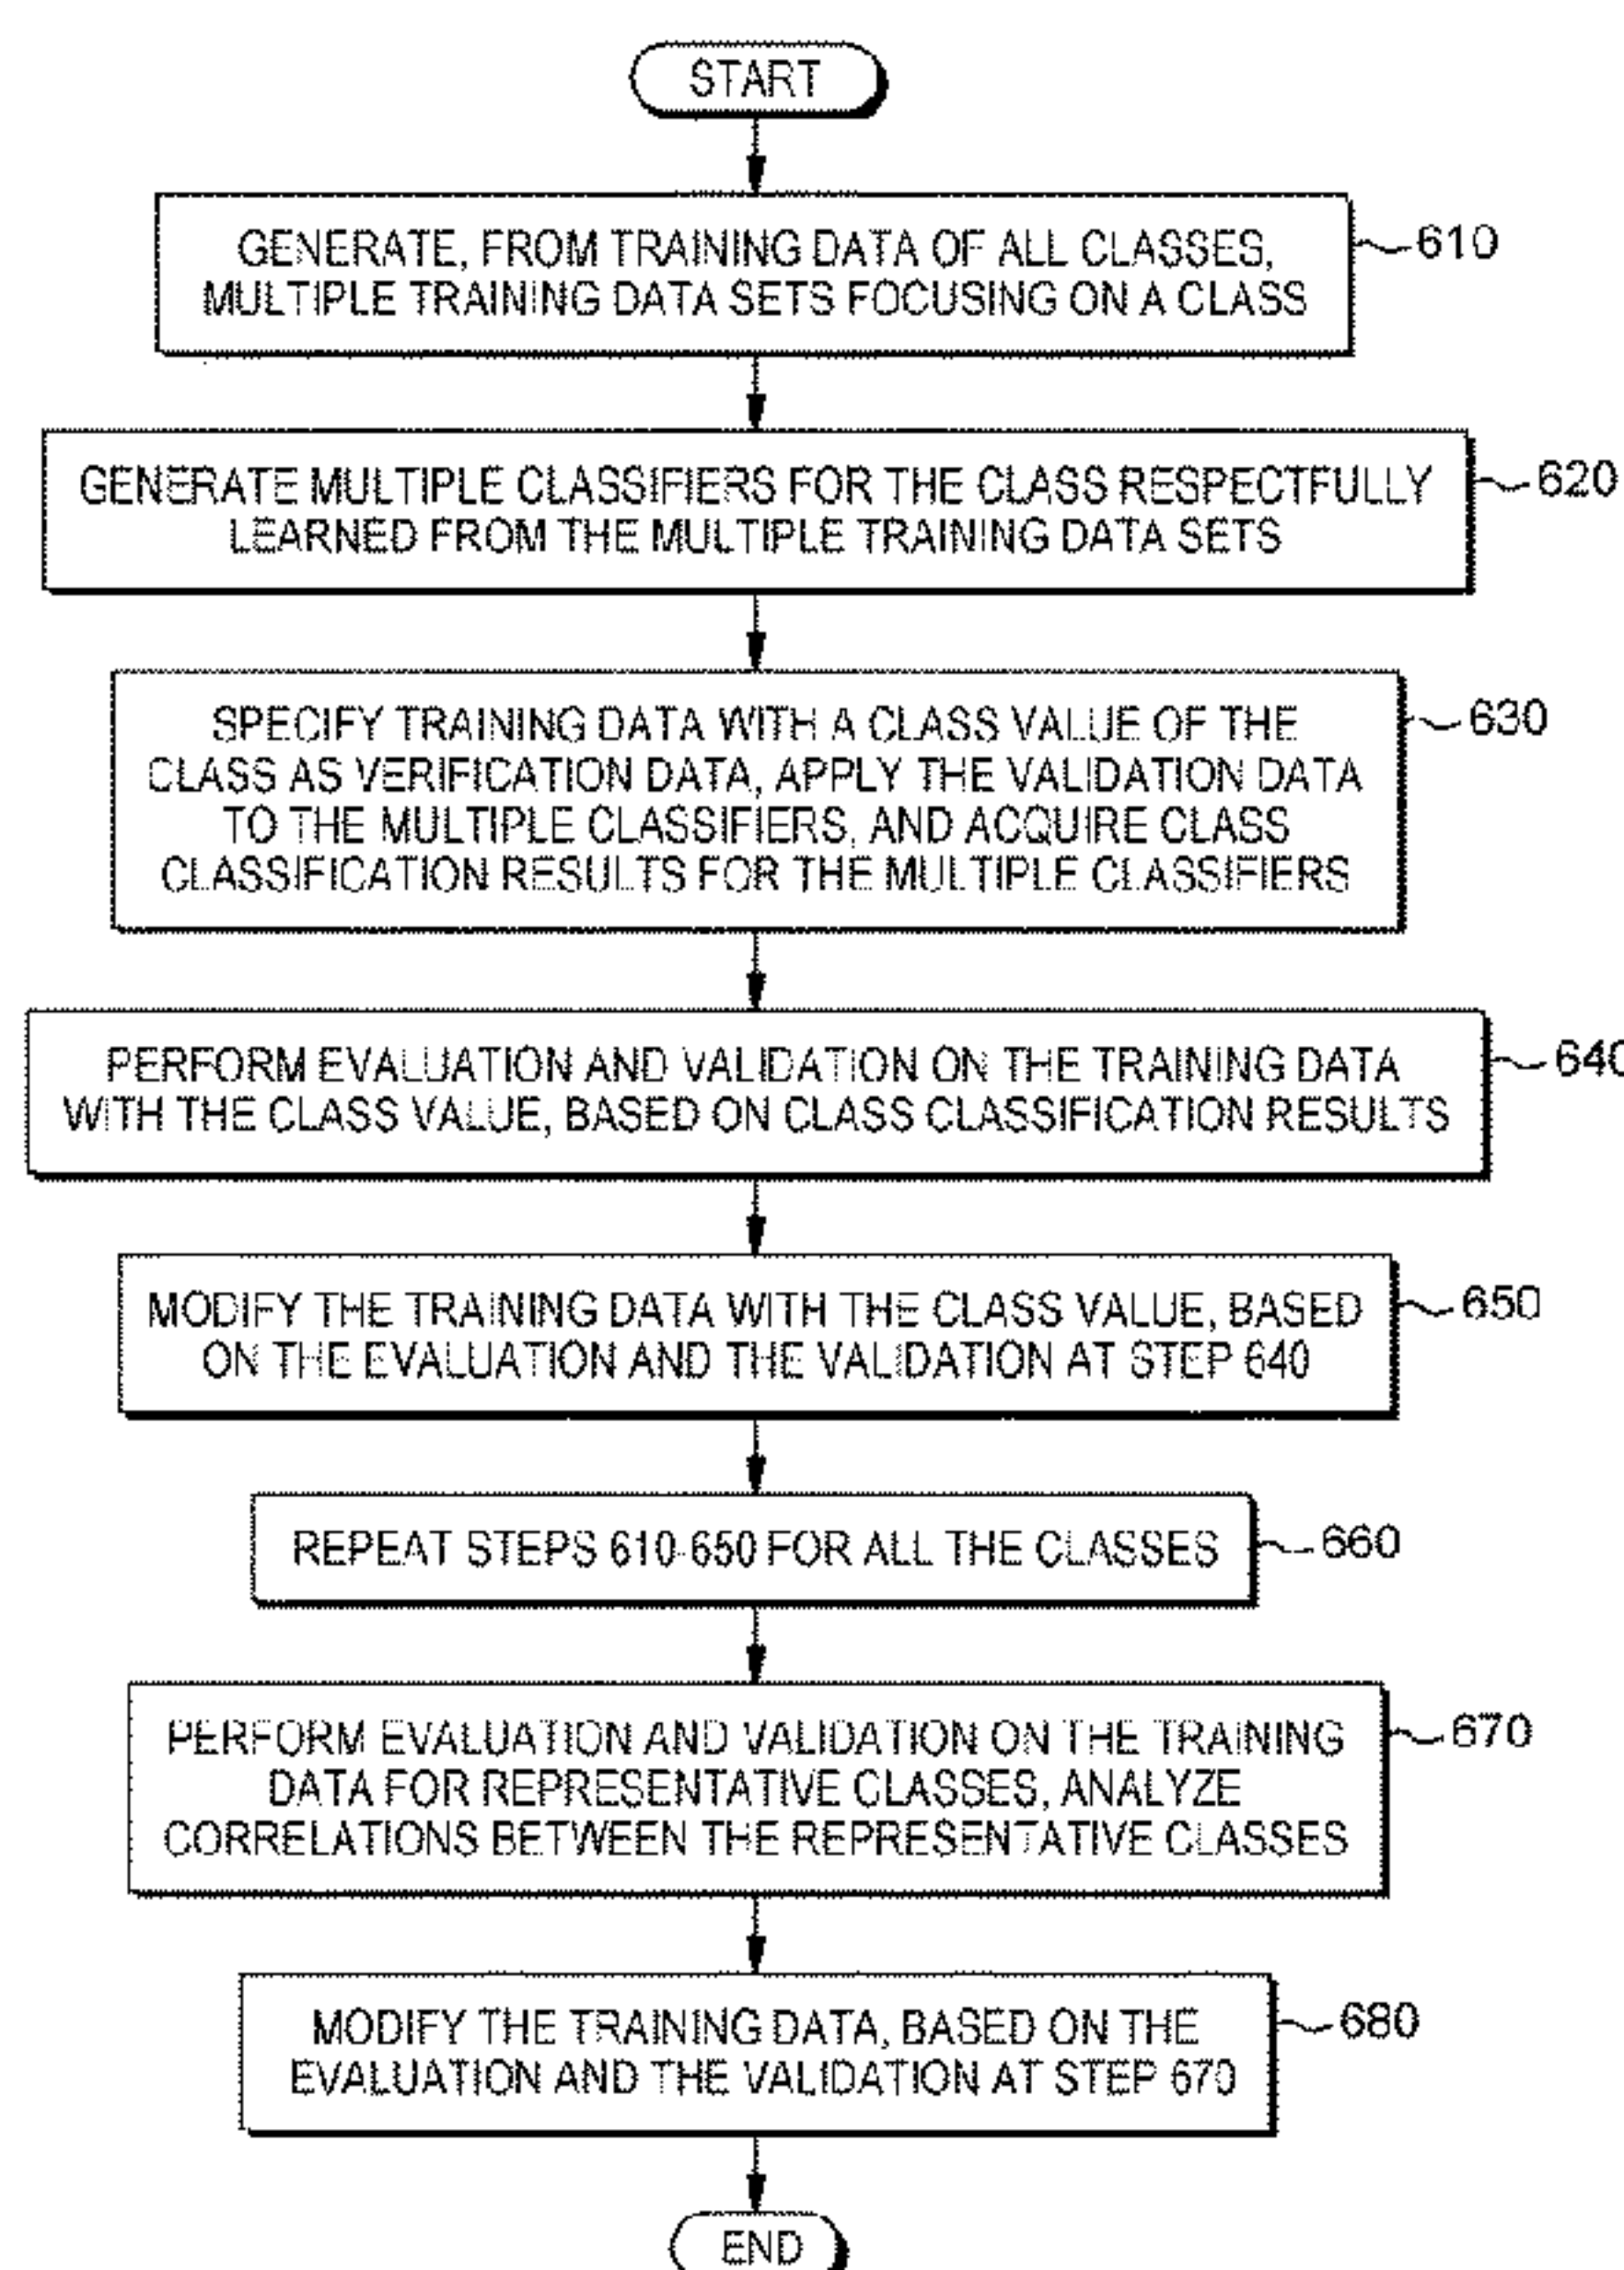 START
GENERATE, FROM TRAINING DATA OF ALL CLASSES,
MULTIPLE TRAINING DATA SETS FOCUSING ON A CLASS
610
GENERATE MULTIPLE CLASSIFIERS FOR THE CLASS RESPECTFULLY
LEARNED FROM THE MULTIPLE TRAINING DATA SETS
620
SPECIFY TRAINING DATA WITH A CLASS VALUE OF THE
CLASS AS VERIFICATION DATA, APPLY THE VALIDATION DATA
TO THE MULTIPLE CLASSIFIERS, AND ACQUIRE CLASS
CLASSIFICATION RESULTS FOR THE MULTIPLE CLASSIFIERS
630
PERFORM EVALUATION AND VALIDATION ON THE TRAINING DATA
WITH THE CLASS VALUE, BASED ON CLASS CLASSIFICATION RESULTS
640
MODIFY THE TRAINING DATA WITH THE CLASS VALUE, BASED
ON THE EVALUATION AND THE VALIDATION AT STEP 640
650
REPEAT STEPS 610-650 FOR ALL THE CLASSES
660
PERFORM EVALUATION AND VALIDATION ON THE TRAINING
DATA FOR REPRESENTATIVE CLASSES, ANALYZE
CORRELATIONS BETWEEN THE REPRESENTATIVE CLASSES
670
MODIFY THE TRAINING DATA, BASED ON THE
EVALUATION AND THE VALIDATION AT STEP 670
680
END